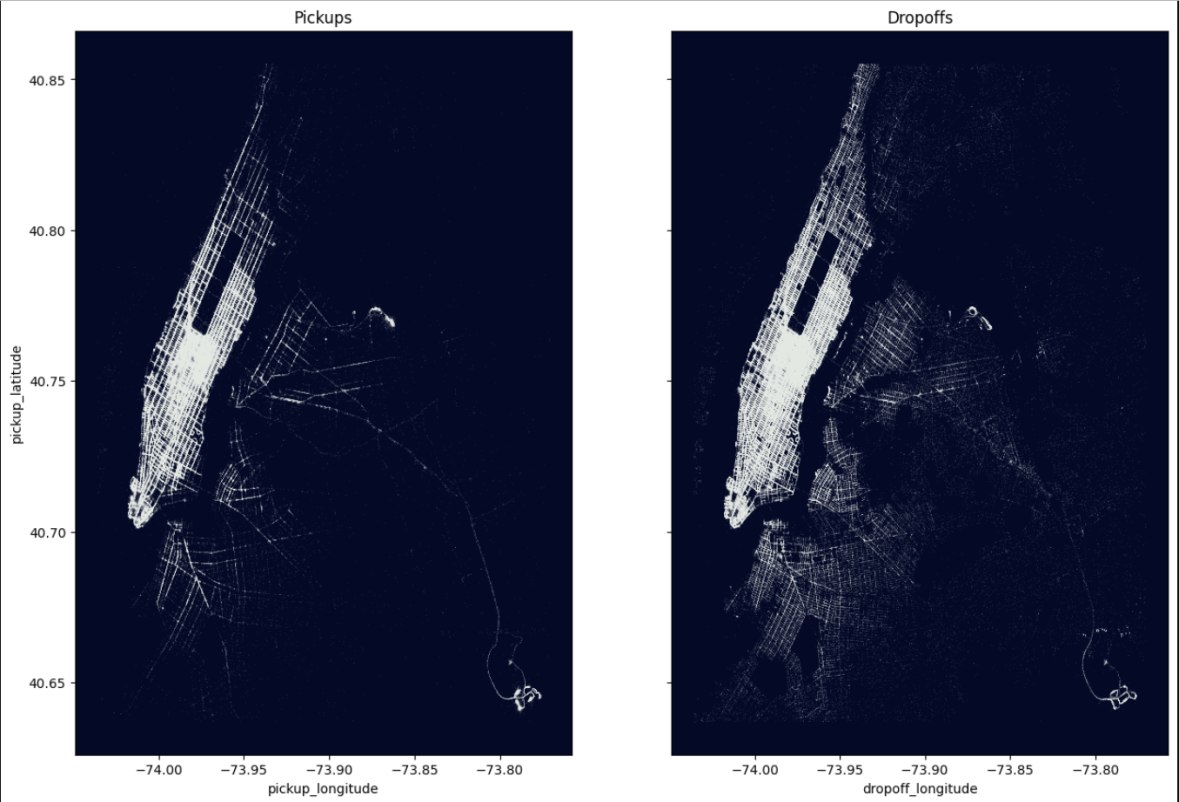 Pickups
Dropoffs
40.85
40.80
40.75
40.70
40.65
pickup_latitude
−74.00 −73.95 −73.90 −73.85 −73.80
pickup_longitude
−74.00 −73.95 −73.90 −73.85 −73.80
dropoff_longitude